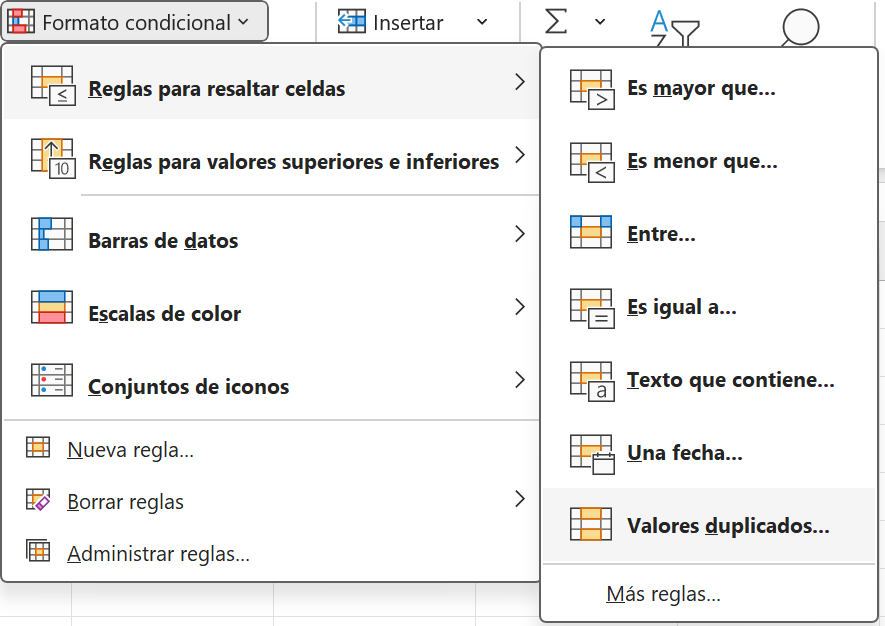 Formato condicional
Insertar
Reglas para resaltar celdas
Reglas para valores superiores e inferiores
10
Barras de datos
Escalas de color
Conjuntos de iconos
Nueva regla...
Borrar reglas
Administrar reglas...
Es mayor que...
Es menor que...
Entre...
Es igual a...
Texto que contiene...
a
Una fecha...
Valores duplicados...
Más reglas...